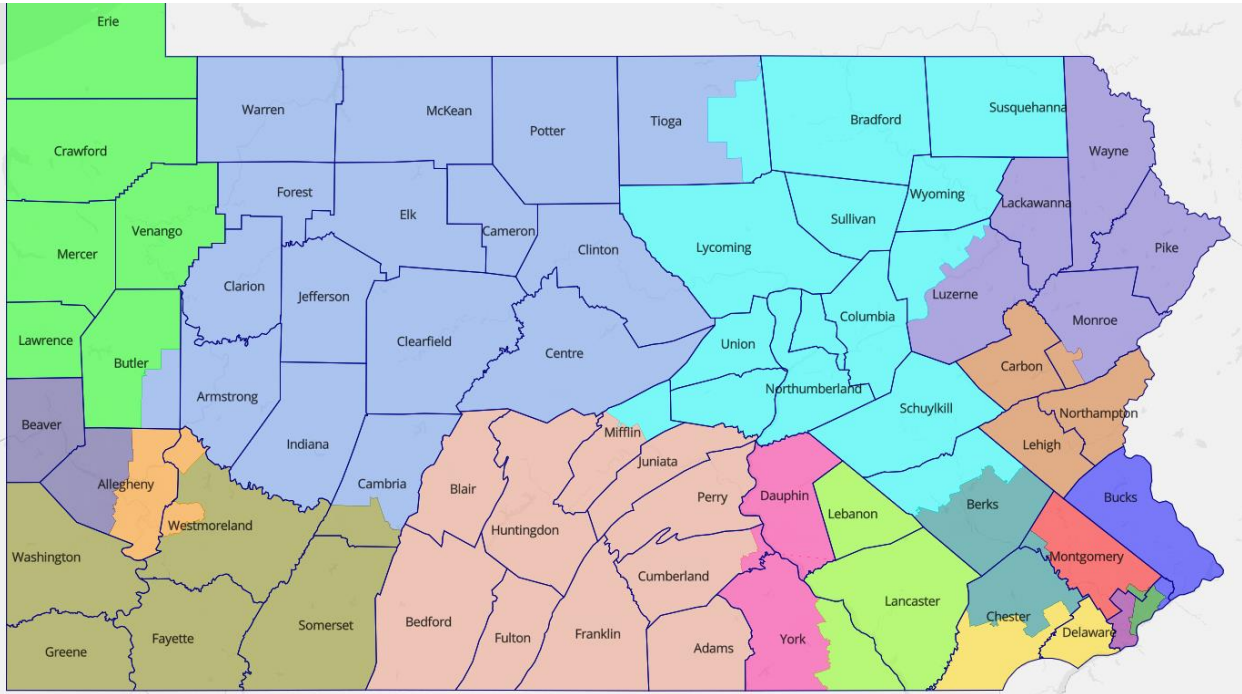 Erie
Warren
McKean
Potter
Tioga
Bradford
Susquehanna
Crawford
Wayne
Forest
Elk
Cameron
Wyoming
Lackawanna
Venango
Sullivan
Mercer
Clinton
Lycoming
Pike
Clarion
Jefferson
Luzerne
Columbia
Monroe
Lawrence
Clearfield
Centre
Union
Butler
Carbon
Armstrong
Northumberland
Schuylkill
Northampton
Beaver
Indiana
Mifflin
Lehigh
Juniata
Allegheny
Cambria
Blair
Perry
Dauphin
Bucks
Westmoreland
Huntingdon
Lebanon
Berks
Washington
Cumberland
Montgomery
Lancaster
Chester
Greene
Fayette
Somerset
Bedford
Fulton
Franklin
Adams
York
Delaware